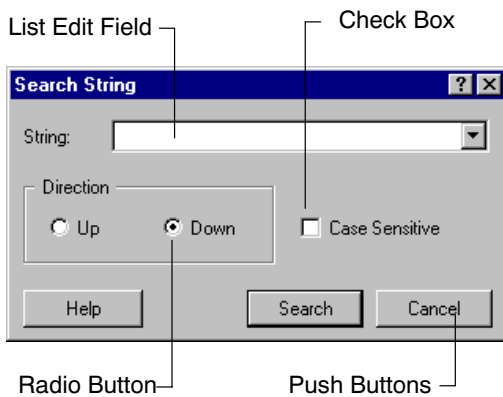 List Edit Field
Check Box
Search String
String:
Direction
Up
Down
Case Sensitive
Help
Search
Cancel
Radio Button
Push Buttons